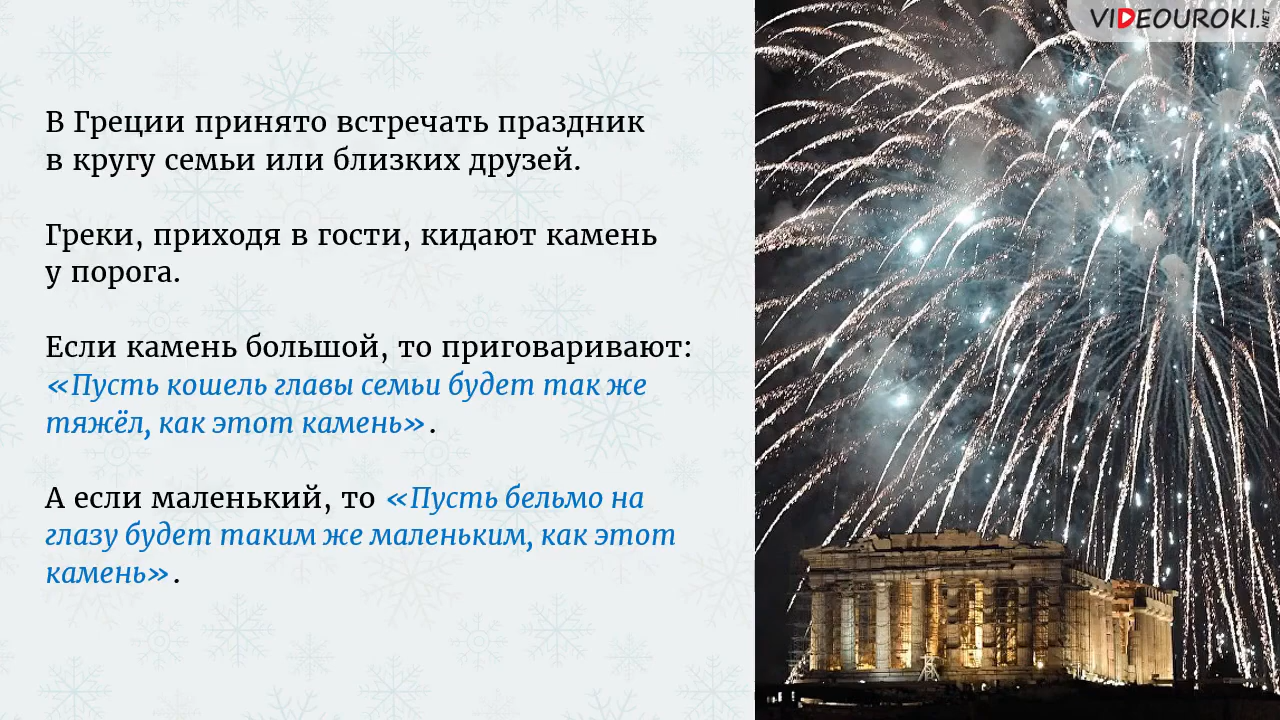 VIDEOUROKI.NET
В Греции принято встречать праздник
в кругу семьи или близких друзей.
Греки, приходя в гости, кидают камень
у порога.
Если камень большой, то приговаривают:
«Пусть кошель главы семьи будет так же
тяжёл, как этот камень».
А если маленький, то «Пусть бельмо на
глазу будет таким же маленьким, как этот
камень».